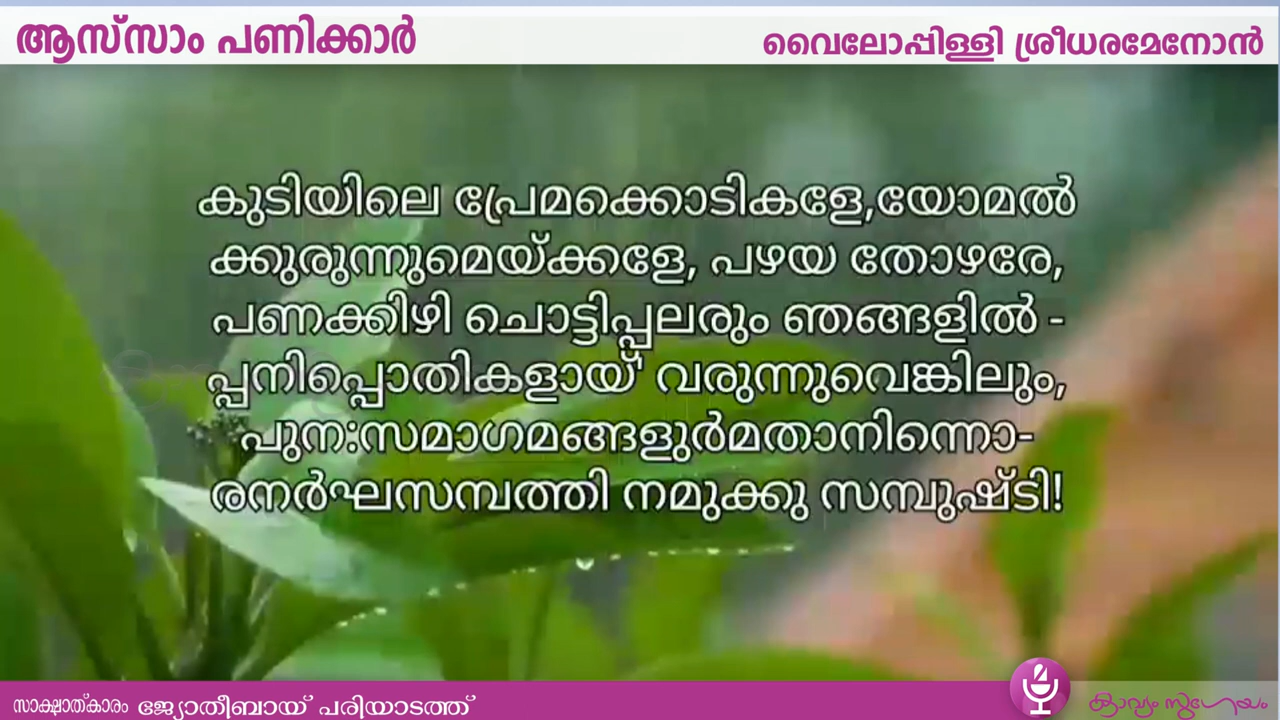 ആസ്സാം പണിക്കാർ
വൈലോപ്പിള്ളി ശ്രീധരമേനോൻ
കുടിയിലെ പ്രേമക്കൊടികളേ,യോമൽ
ക്കുരുന്നുമെയ്ക്കളേ, പഴയ തോഴരേ,
പണക്കിഴി ചൊട്ടിപ്പലരും ഞങ്ങളിൽ -
പ്പനിപ്പൊതികളായ്' വരുന്നുവെങ്കിലും,
പുന:സമാഗമങ്ങളുർമതാനിന്നൊ-
രനർഘസമ്പത്തി നമുക്കു സമ്പുഷ്ടി!
സാക്ഷാത്കാരം ജ്യോതീബായ് പരിയാടത്ത്
കാവ്യം സുഗേയം